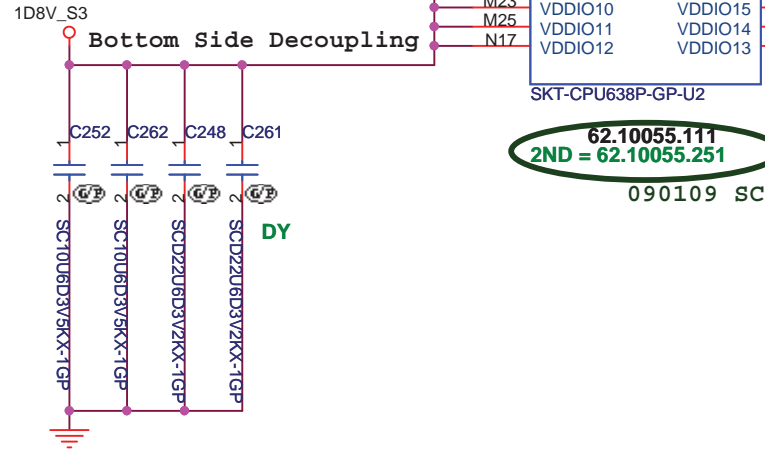 1D8V_S3
Bottom Side Decoupling
M23 VDDIO10 VDDIO15
M25 VDDIO11 VDDIO14
N17 VDDIO12 VDDIO13
SKT-CPU638P-GP-U2
62.10055.111
2ND = 62.10055.251
090109 SC
C252 C262 C248 C261
1 1 1 1
G/P G/P G/P G/P
2 2 2 2
DY
SC10U6D3V5KX-1GP
SC10U6D3V5KX-1GP
SCD22U6D3V2KX-1GP
SCD22U6D3V2KX-1GP